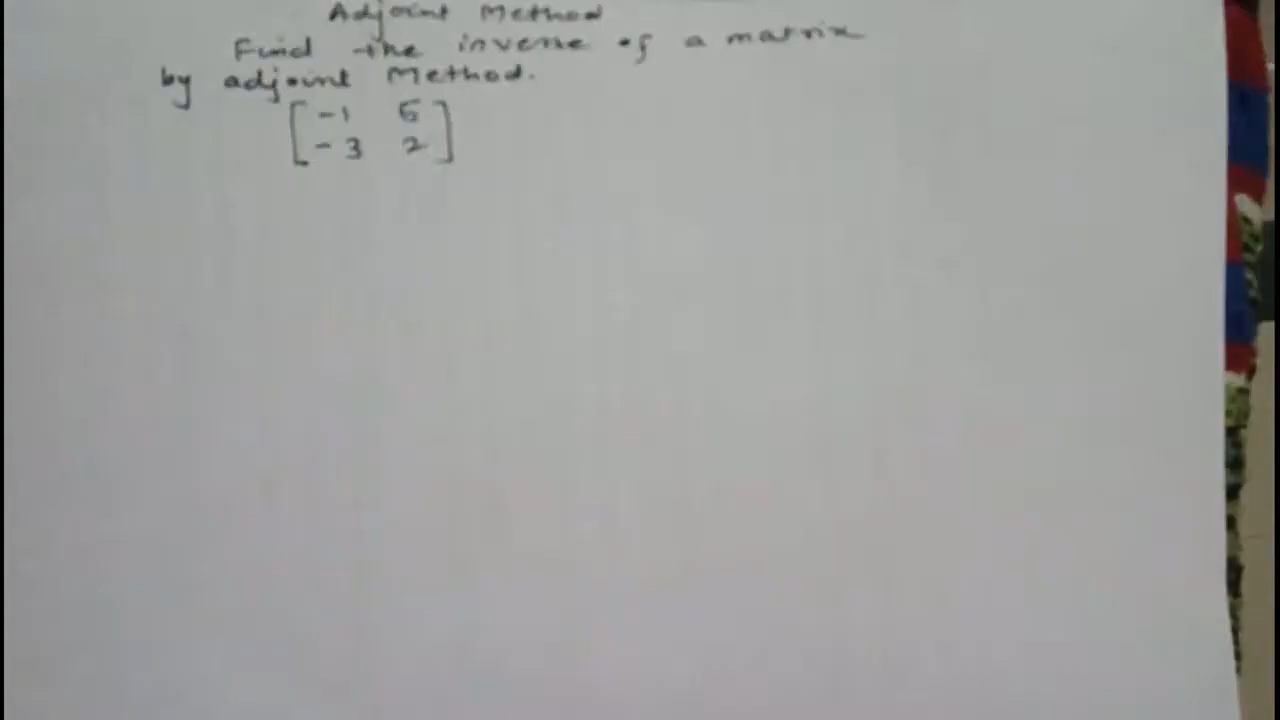 Adjoint Method
Find the inverse of a matrix
by adjoint Method.
[ -1 5 ]
[ -3 2 ]